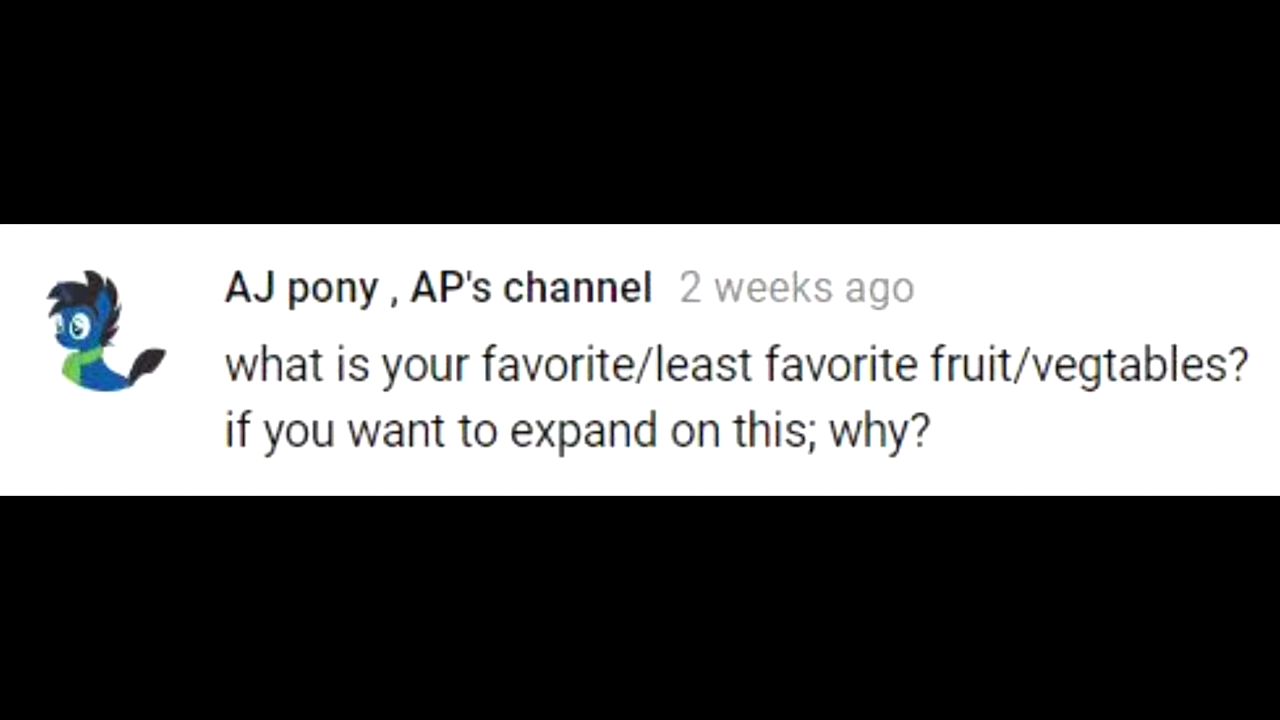 AJ pony , AP's channel 2 weeks ago
what is your favorite/least favorite fruit/vegtables?
if you want to expand on this; why?